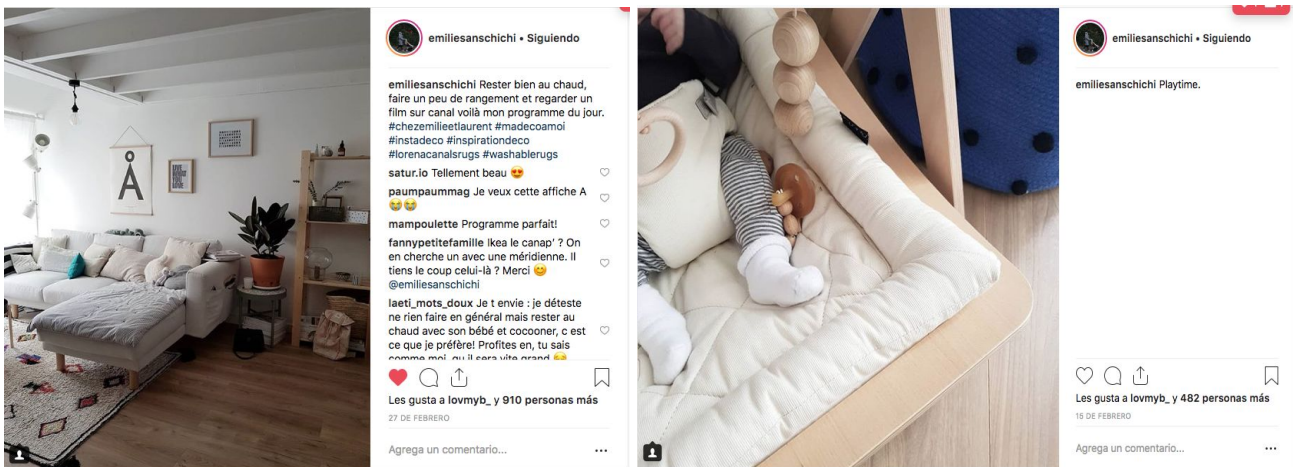 emiliesanschichi • Siguiendo
emiliesanschichi Rester bien au chaud,
faire un peu de rangement et regarder un
film sur canal voilà mon programme du jour.
#chezemilieetlaurent #madecoamoi
#instadeco #inspirationdeco
#lorenacanalsrugs #washablerugs
satur.io Tellement beau 😍
paumpaummag Je veux cette affiche A
😭😭
mampoulette Programme parfait!
fannypetitefamille Ikea le canap' ? On
en cherche un avec une méridienne. Il
tiens le coup celui-là ? Merci 😊
@emiliesanschichi
laeti_mots_doux Je t envie : je déteste
ne rien faire en général mais rester au
chaud avec son bébé et cocooner, c est
ce que je préfère! Profites en, tu sais
comme moi, qu il sera vite grand
Les gusta a lovmyb_ y 910 personas más
27 DE FEBRERO
Agrega un comentario...
Å
emiliesanschichi • Siguiendo
emiliesanschichi Playtime.
Les gusta a lovmyb_ y 482 personas más
15 DE FEBRERO
Agrega un comentario...